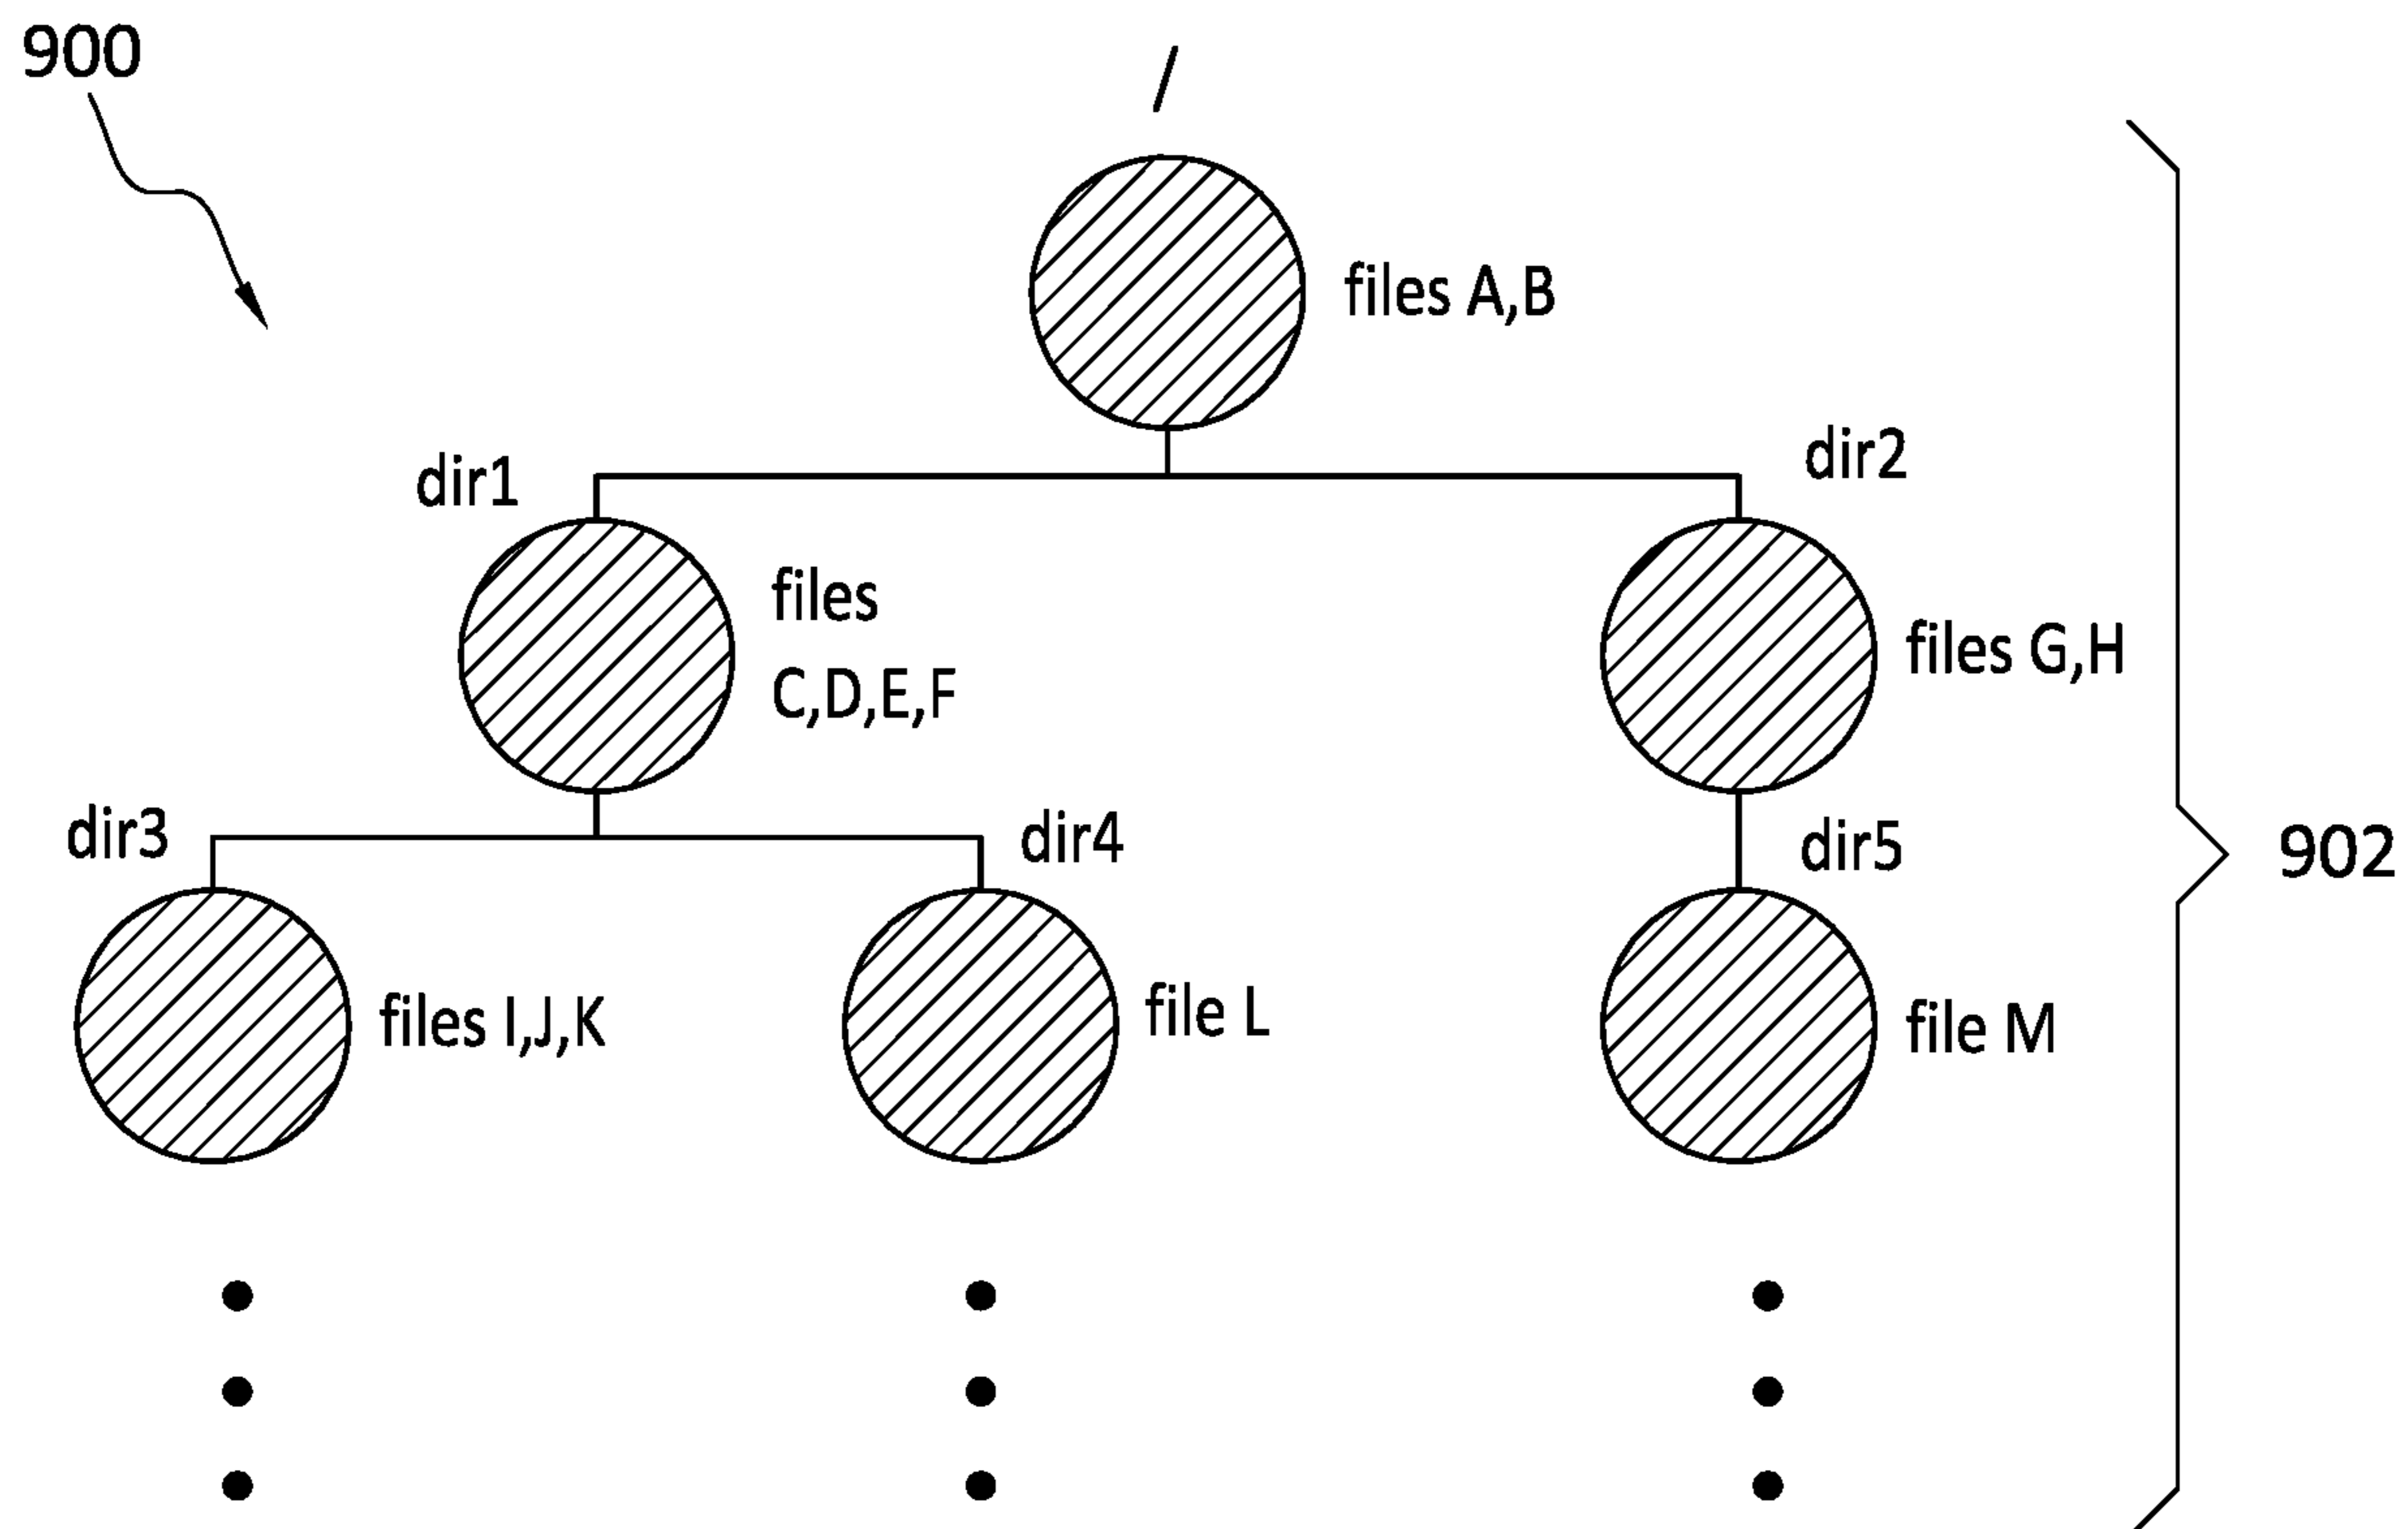 900
/
files A,B
dir1
dir2
files
C,D,E,F
files G,H
dir3
dir4
dir5
902
files I,J,K
file L
file M